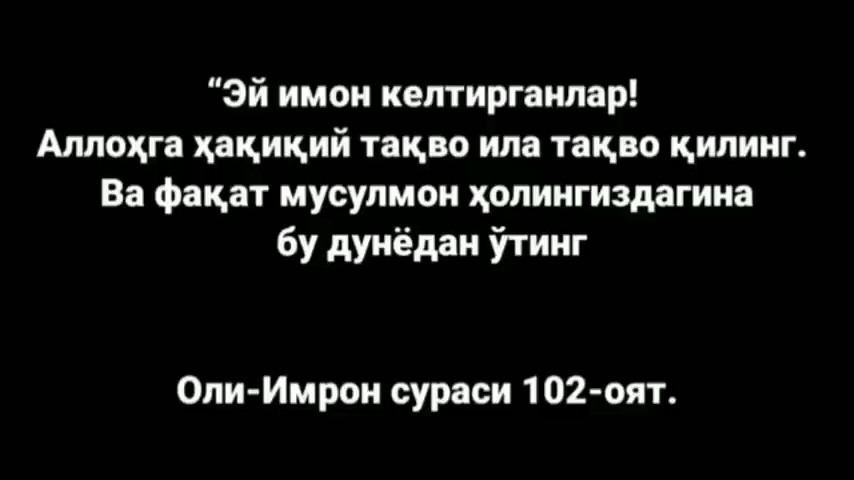 “Эй имон келтирганлар!
Аллоҳга ҳақиқий тақво ила тақво қилинг.
Ва фақат мусулмон ҳолингиздагина
бу дунёдан ўтинг
Оли-Имрон сураси 102-оят.